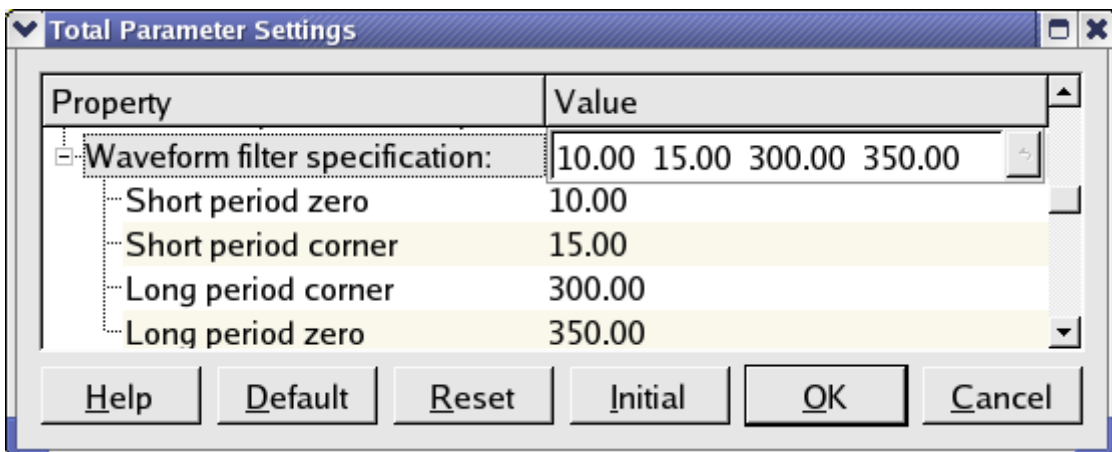 Total Parameter Settings
Property Value
Waveform filter specification: 10.00 15.00 300.00 350.00
Short period zero 10.00
Short period corner 15.00
Long period corner 300.00
Long period zero 350.00
Help Default Reset Initial OK Cancel